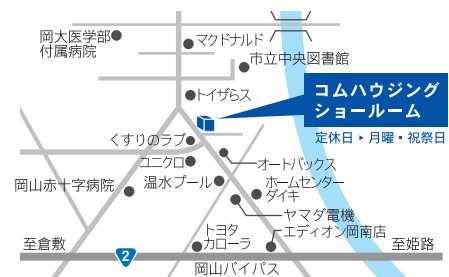 岡大医学部
付属病院
マクドナルド
市立中央図書館
トイザらス
コムハウジング
ショールーム
定休日 ▶ 月曜・祝祭日
くすりのラブ
ユニクロ
オートバックス
岡山赤十字病院
温水プール
ホームセンター
ダイキ
ヤマダ電機
トヨタ
カローラ
エディオン岡南店
至倉敷
至姫路
2
岡山バイパス